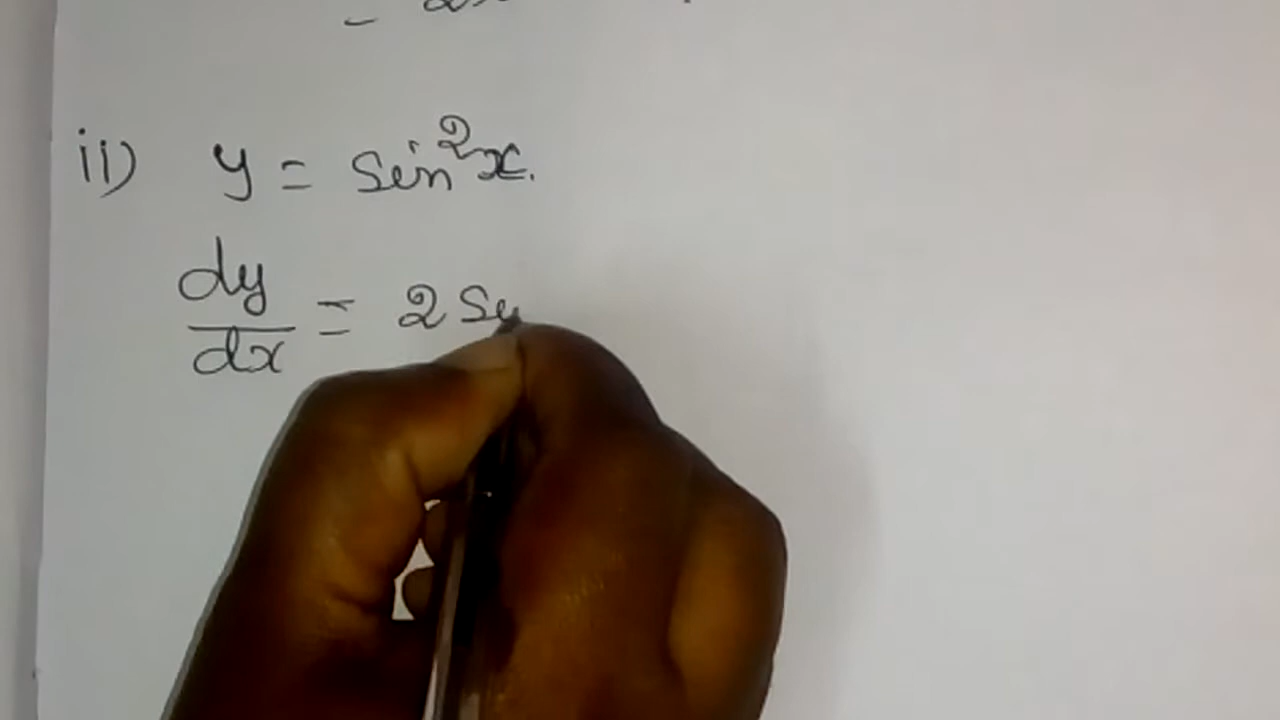 ii) y = sin²x.
dy/dx = 2